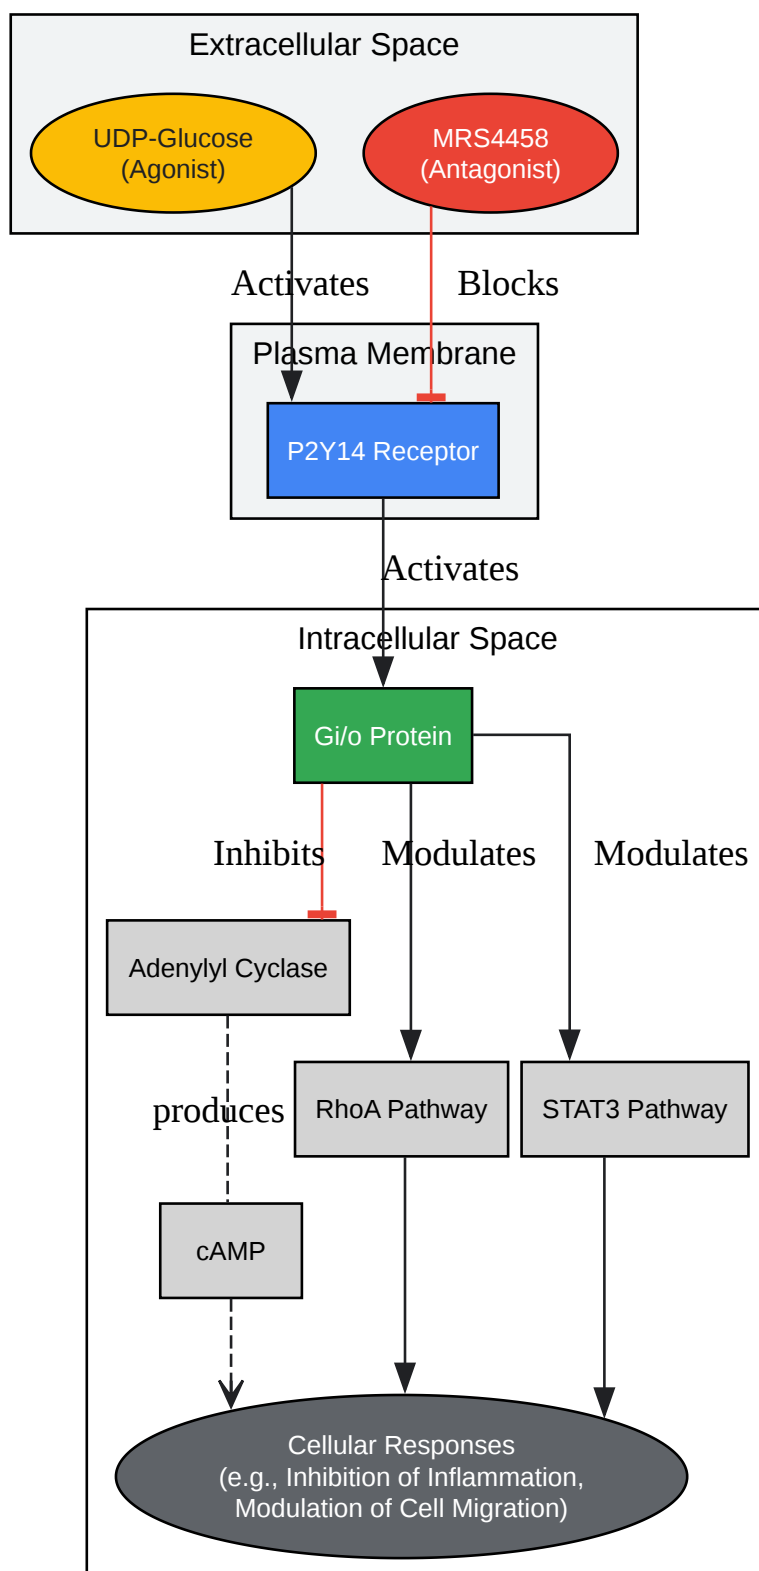 Extracellular Space
UDP-Glucose
(Agonist)
MRS4458
(Antagonist)
Activates
Blocks
Plasma Membrane
P2Y14 Receptor
Activates
Intracellular Space
Gi/o Protein
Inhibits
Modulates
Modulates
Adenylyl Cyclase
produces
RhoA Pathway
STAT3 Pathway
cAMP
Cellular Responses
(e.g., Inhibition of Inflammation,
Modulation of Cell Migration)